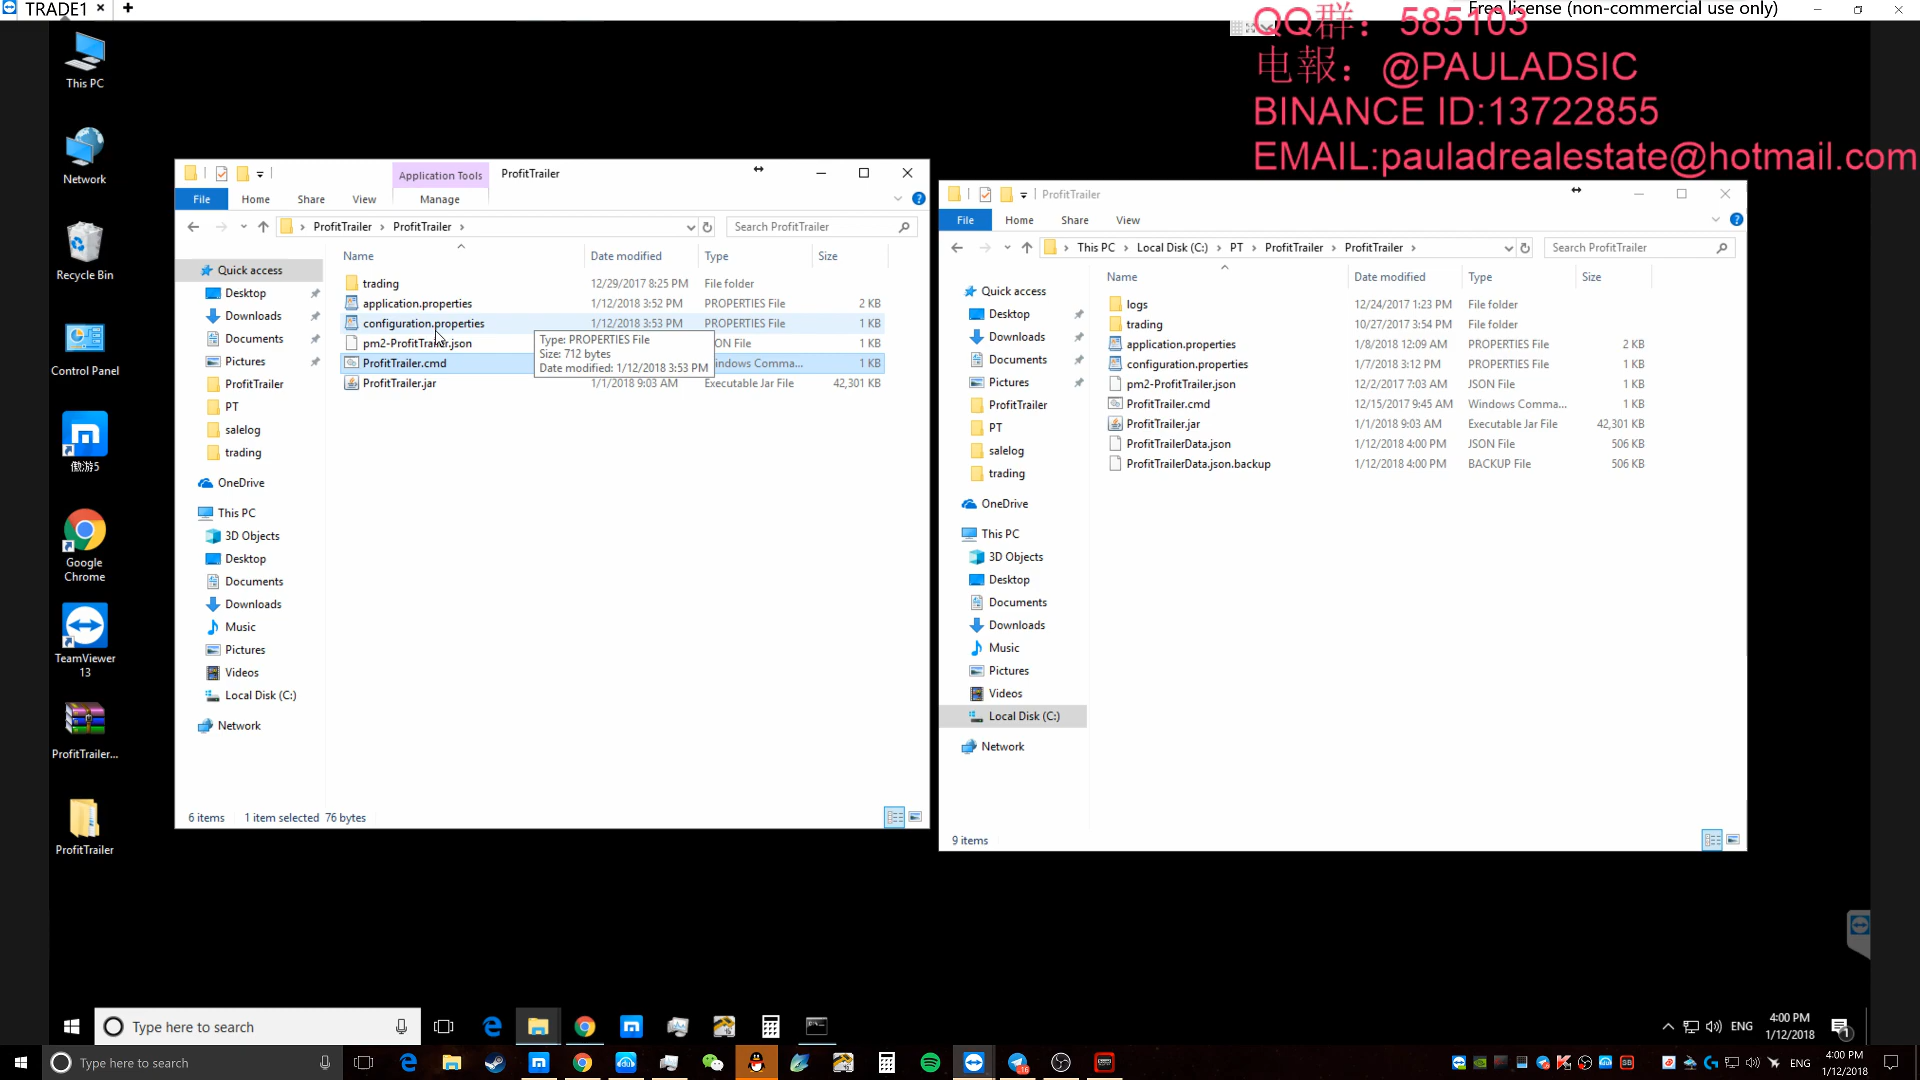 TRADE1
Free license (non-commercial use only)
QQ群: 585103
电報: @PAULADSIC
BINANCE ID:13722855
EMAIL:pauladrealestate@hotmail.com
This PC
Network
Recycle Bin
Control Panel
傲游5
Google
Chrome
TeamViewer
13
ProfitTrailer...
ProfitTrailer
Application Tools
ProfitTrailer
File
Home
Share
View
Manage
ProfitTrailer
ProfitTrailer
Search ProfitTrailer
Name
Date modified
Type
Size
Quick access
Desktop
Downloads
Documents
Pictures
ProfitTrailer
PT
salelog
trading
OneDrive
This PC
3D Objects
Desktop
Documents
Downloads
Music
Pictures
Videos
Local Disk (C:)
Network
trading 12/29/2017 8:25 PM File folder
application.properties 1/12/2018 3:52 PM PROPERTIES File 2 KB
configuration.properties 1/12/2018 3:53 PM PROPERTIES File 1 KB
pm2-ProfitTrailer.json ON File 1 KB
ProfitTrailer.cmd indows Comma... 1 KB
ProfitTrailer.jar 1/1/2018 9:03 AM Executable Jar File 42,301 KB
Type: PROPERTIES File
Size: 712 bytes
Date modified: 1/12/2018 3:53 PM
6 items 1 item selected 76 bytes
ProfitTrailer
File
Home
Share
View
This PC
Local Disk (C:)
PT
ProfitTrailer
ProfitTrailer
Search ProfitTrailer
Name
Date modified
Type
Size
Quick access
Desktop
Downloads
Documents
Pictures
ProfitTrailer
PT
salelog
trading
OneDrive
This PC
3D Objects
Desktop
Documents
Downloads
Music
Pictures
Videos
Local Disk (C:)
Network
logs 12/24/2017 1:23 PM File folder
trading 10/27/2017 3:54 PM File folder
application.properties 1/8/2018 12:09 AM PROPERTIES File 2 KB
configuration.properties 1/7/2018 3:12 PM PROPERTIES File 1 KB
pm2-ProfitTrailer.json 12/2/2017 7:03 AM JSON File 1 KB
ProfitTrailer.cmd 12/15/2017 9:45 AM Windows Comma... 1 KB
ProfitTrailer.jar 1/1/2018 9:03 AM Executable Jar File 42,301 KB
ProfitTrailerData.json 1/12/2018 4:00 PM JSON File 506 KB
ProfitTrailerData.json.backup 1/12/2018 4:00 PM BACKUP File 506 KB
9 items
Type here to search
ENG
4:00 PM
1/12/2018
1
Type here to search
16
ENG
4:00 PM
1/12/2018